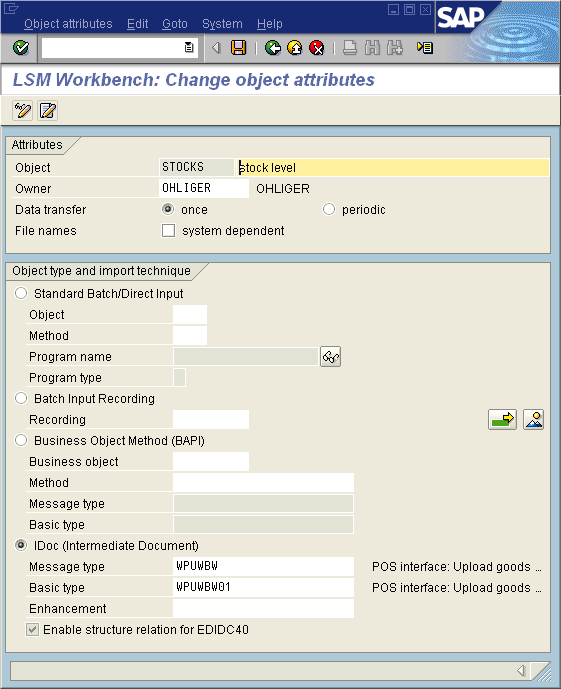 Object attributes Edit Goto System Help
SAP
LSM Workbench: Change object attributes
Attributes
Object STOCKS stock level
Owner OHLIGER OHLIGER
Data transfer once periodic
File names system dependent
Object type and import technique
Standard Batch/Direct Input
Object
Method
Program name
Program type
Batch Input Recording
Recording
Business Object Method (BAPI)
Business object
Method
Message type
Basic type
IDoc (Intermediate Document)
Message type WPUWBW POS interface: Upload goods ...
Basic type WPUWBW01 POS interface: Upload goods ...
Enhancement
Enable structure relation for EDIDC40